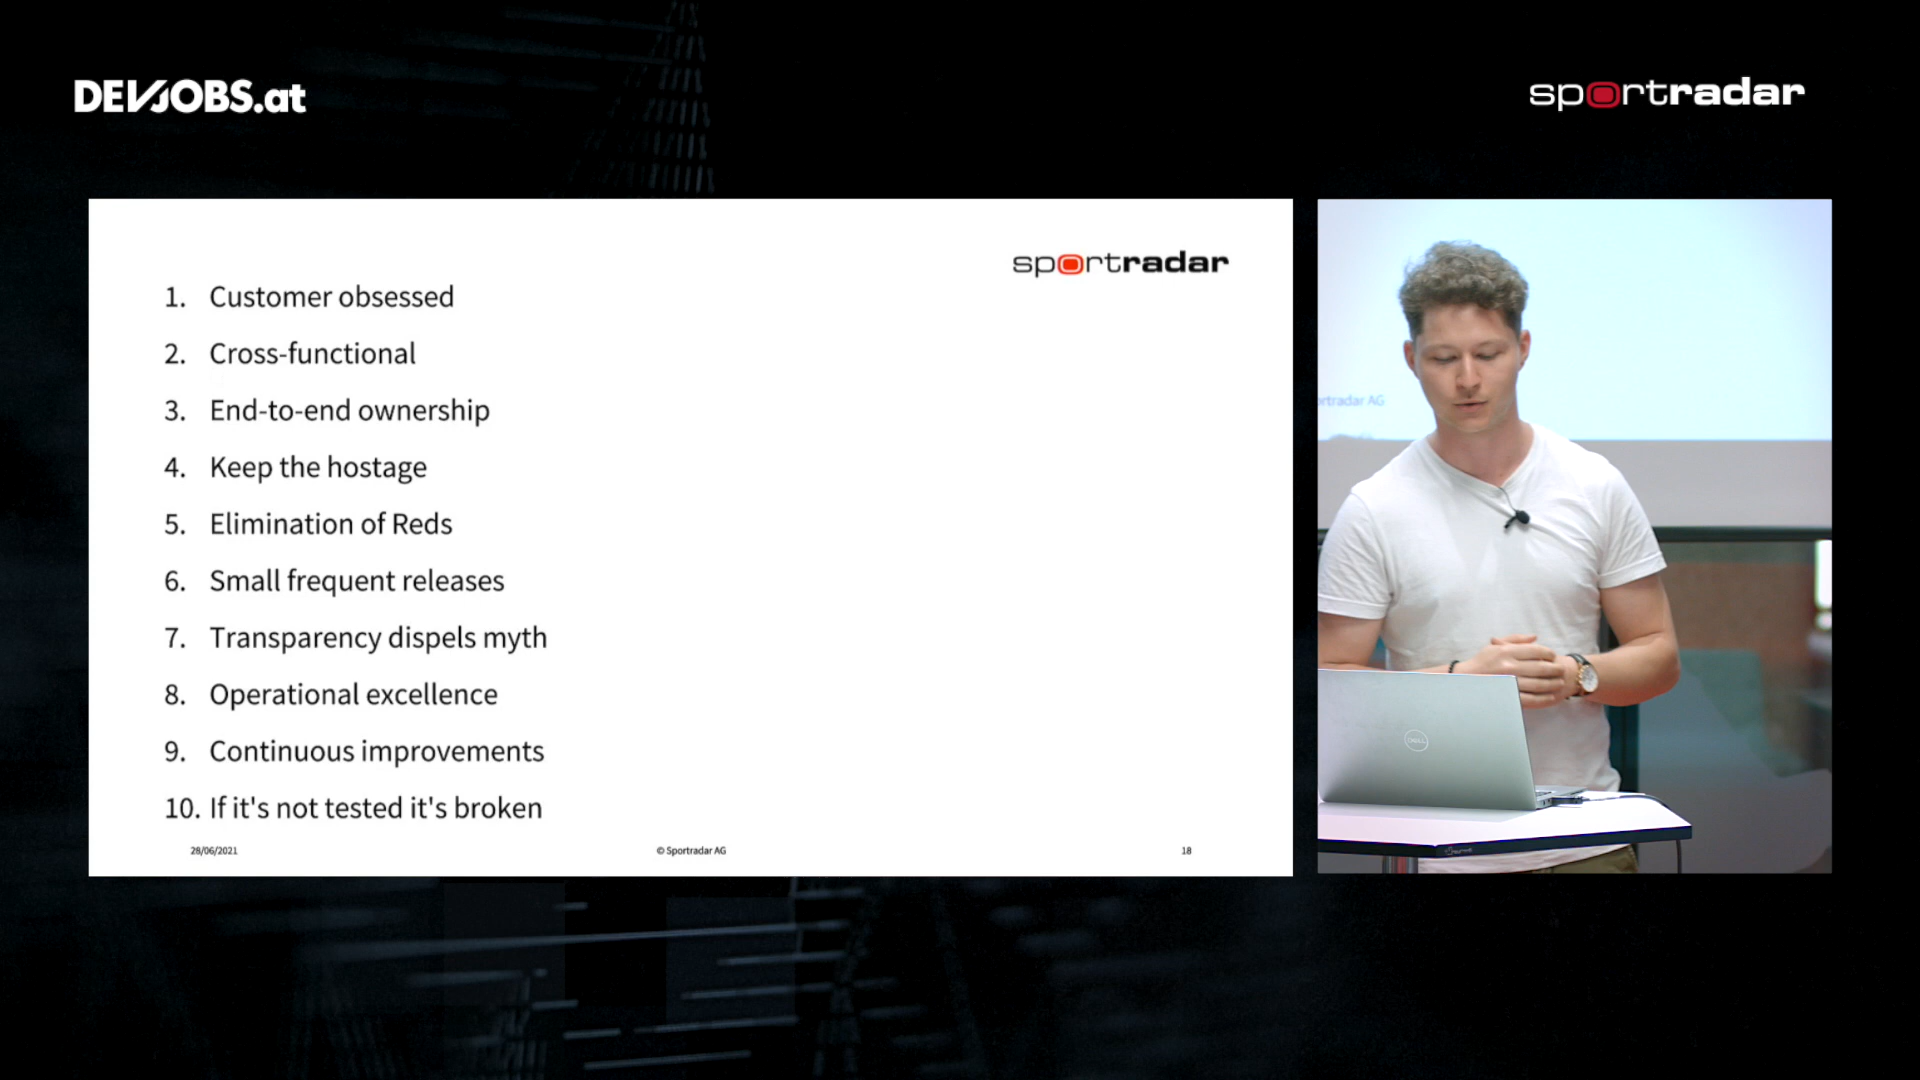 DEVJOBS.at
sportradar
sportradar
1. Customer obsessed
2. Cross-functional
3. End-to-end ownership
4. Keep the hostage
5. Elimination of Reds
6. Small frequent releases
7. Transparency dispels myth
8. Operational excellence
9. Continuous improvements
10. If it's not tested it's broken
28/06/2021
© Sportradar AG
18
ortradar AG
DELL